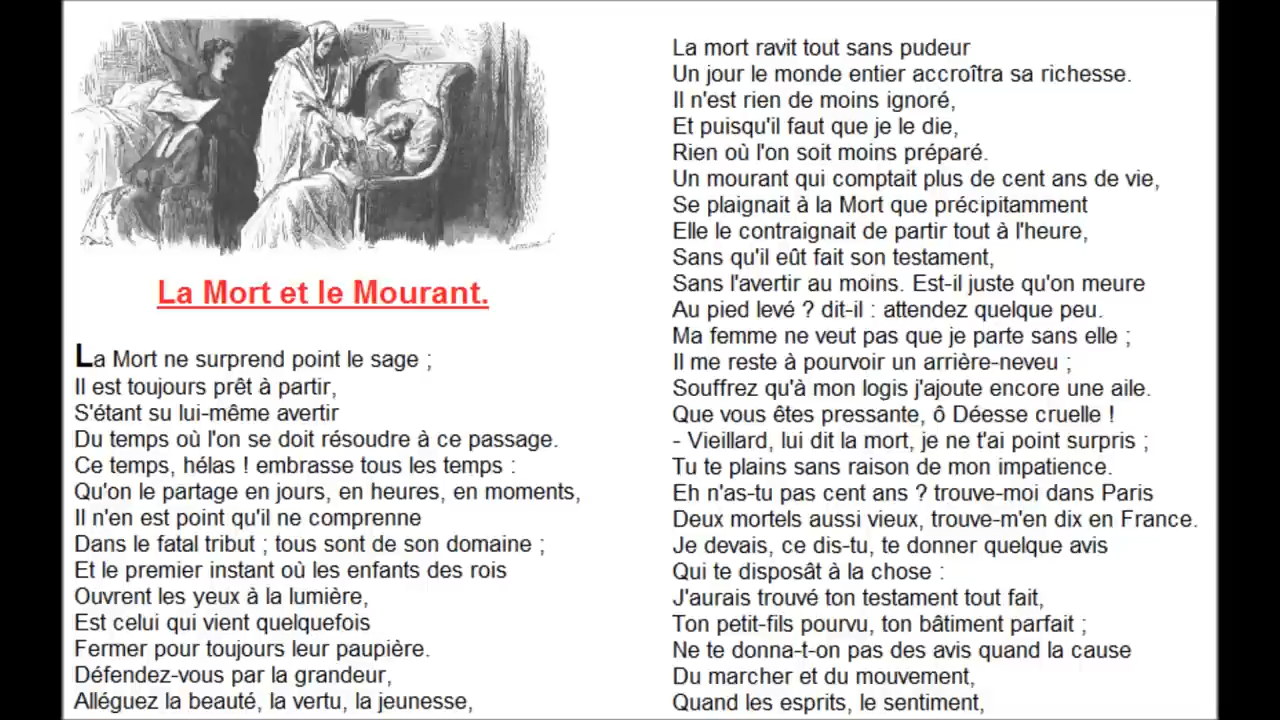 La Mort et le Mourant.
La Mort ne surprend point le sage ;
Il est toujours prêt à partir,
S'étant su lui-même avertir
Du temps où l'on se doit résoudre à ce passage.
Ce temps, hélas ! embrasse tous les temps :
Qu'on le partage en jours, en heures, en moments,
Il n'en est point qu'il ne comprenne
Dans le fatal tribut ; tous sont de son domaine ;
Et le premier instant où les enfants des rois
Ouvrent les yeux à la lumière,
Est celui qui vient quelquefois
Fermer pour toujours leur paupière.
Défendez-vous par la grandeur,
Alléguez la beauté, la vertu, la jeunesse,
La mort ravit tout sans pudeur
Un jour le monde entier accroîtra sa richesse.
Il n'est rien de moins ignoré,
Et puisqu'il faut que je le die,
Rien où l'on soit moins préparé.
Un mourant qui comptait plus de cent ans de vie,
Se plaignait à la Mort que précipitamment
Elle le contraignait de partir tout à l'heure,
Sans qu'il eût fait son testament,
Sans l'avertir au moins. Est-il juste qu'on meure
Au pied levé ? dit-il : attendez quelque peu.
Ma femme ne veut pas que je parte sans elle ;
Il me reste à pourvoir un arrière-neveu ;
Souffrez qu'à mon logis j'ajoute encore une aile.
Que vous êtes pressante, ô Déesse cruelle !
- Vieillard, lui dit la mort, je ne t'ai point surpris ;
Tu te plains sans raison de mon impatience.
Eh n'as-tu pas cent ans ? trouve-moi dans Paris
Deux mortels aussi vieux, trouve-m'en dix en France.
Je devais, ce dis-tu, te donner quelque avis
Qui te disposât à la chose :
J'aurais trouvé ton testament tout fait,
Ton petit-fils pourvu, ton bâtiment parfait ;
Ne te donna-t-on pas des avis quand la cause
Du marcher et du mouvement,
Quand les esprits, le sentiment,